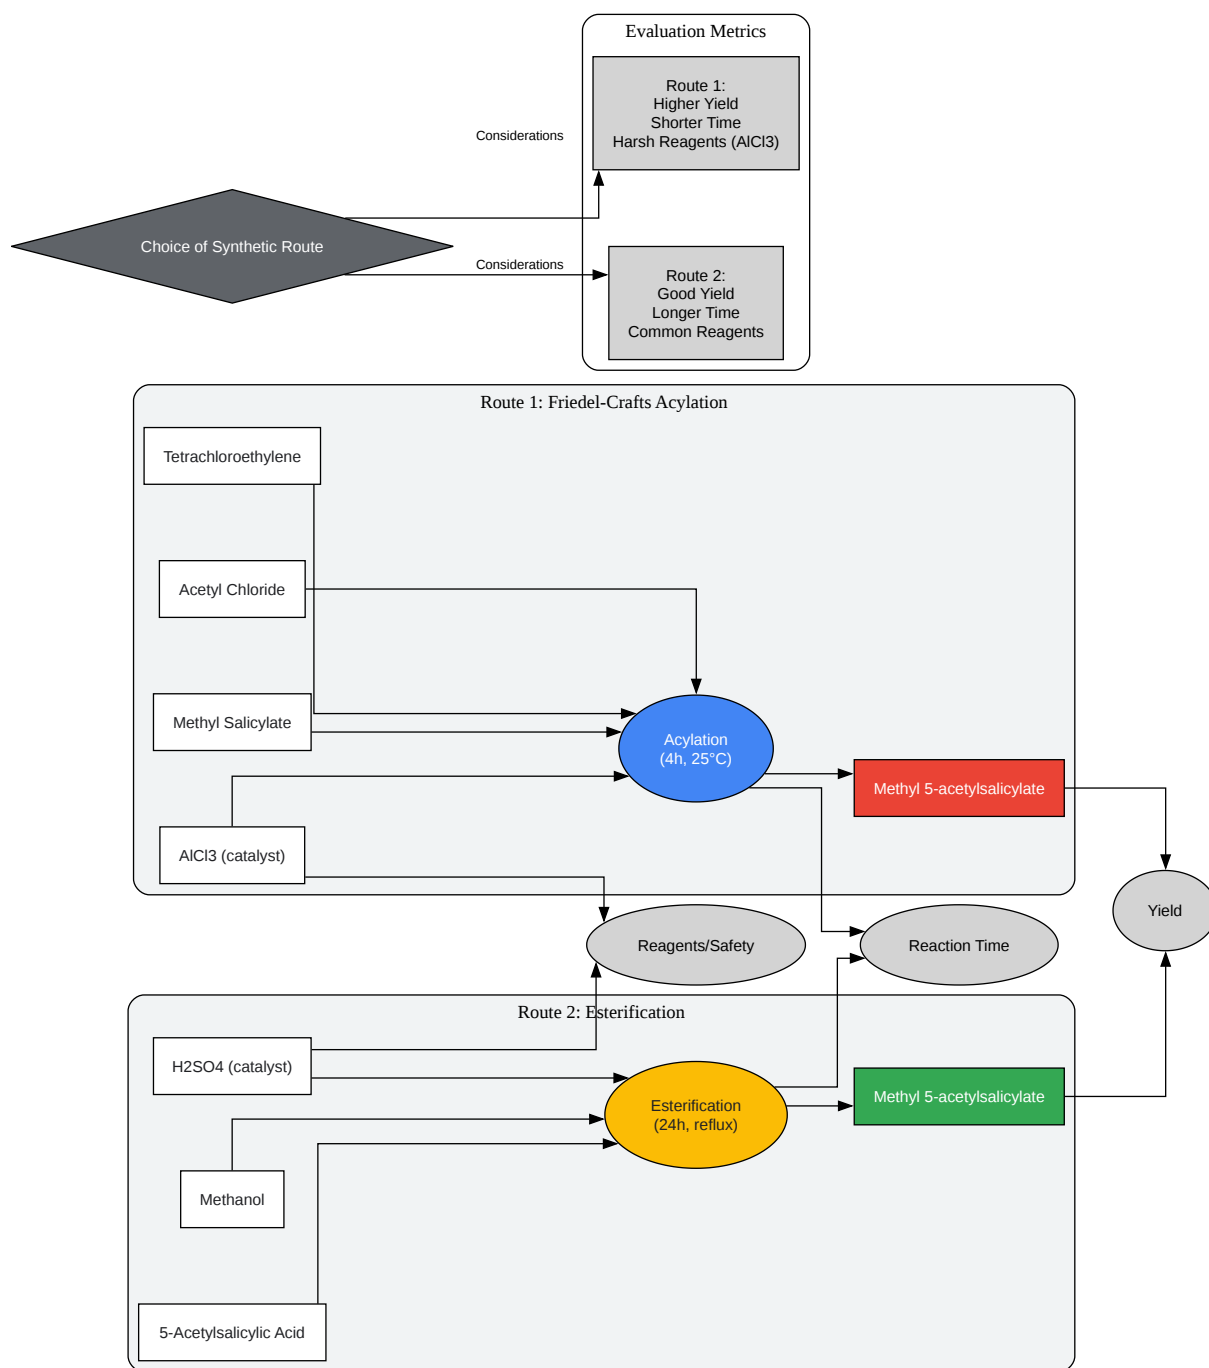 Evaluation Metrics
Route 1:
Higher Yield
Shorter Time
Harsh Reagents (AlCl3)
Considerations
Choice of Synthetic Route
Considerations
Route 2:
Good Yield
Longer Time
Common Reagents
Route 1: Friedel-Crafts Acylation
Tetrachloroethylene
Acetyl Chloride
Methyl Salicylate
Acylation
(4h, 25°C)
Methyl 5-acetylsalicylate
AlCl3 (catalyst)
Yield
Reagents/Safety
Reaction Time
Route 2: Esterification
H2SO4 (catalyst)
Esterification
(24h, reflux)
Methyl 5-acetylsalicylate
Methanol
5-Acetylsalicylic Acid